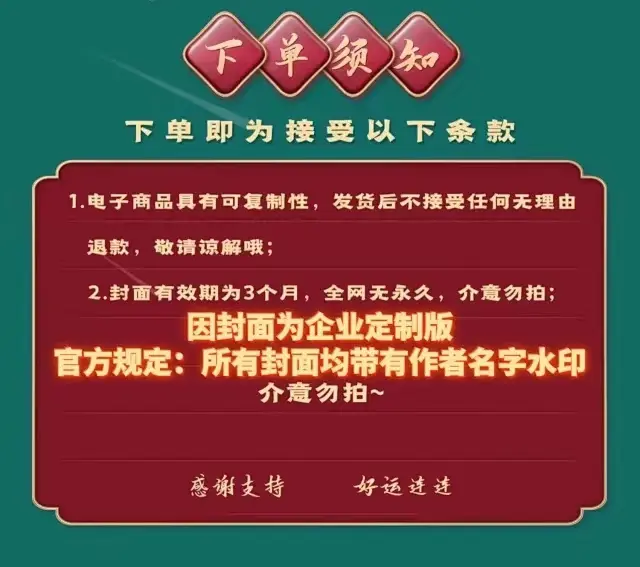 下单须知
下单即为接受以下条款
1.电子商品具有可复制性，发货后不接受任何无理由
退款，敬请谅解哦；
2.封面有效期为3个月，全网无永久，介意勿拍；
因封面为企业定制版
官方规定：所有封面均带有作者名字水印
介意勿拍~
感谢支持 好运连连